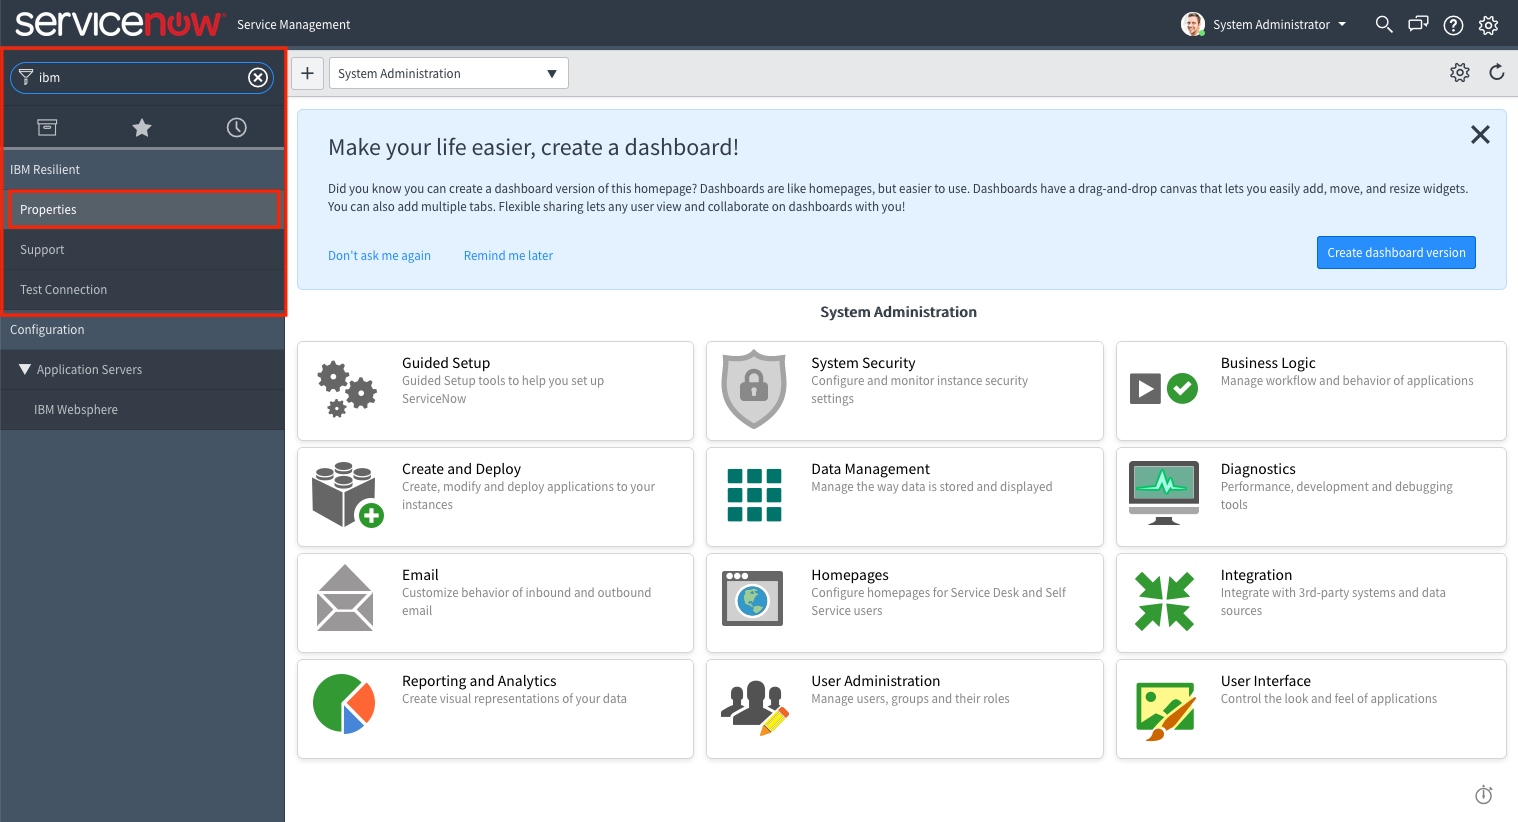 servicenow Service Management
System Administrator
ibm
System Administration
IBM Resilient
Properties
Support
Test Connection
Configuration
Application Servers
IBM Websphere
Make your life easier, create a dashboard!
Did you know you can create a dashboard version of this homepage? Dashboards are like homepages, but easier to use. Dashboards have a drag-and-drop canvas that lets you easily add, move, and resize widgets.
You can also add multiple tabs. Flexible sharing lets any user view and collaborate on dashboards with you!
Don't ask me again
Remind me later
Create dashboard version
System Administration
Guided Setup
Guided Setup tools to help you set up
ServiceNow
System Security
Configure and monitor instance security
settings
Business Logic
Manage workflow and behavior of applications
Create and Deploy
Create, modify and deploy applications to your
instances
Data Management
Manage the way data is stored and displayed
Diagnostics
Performance, development and debugging
tools
Email
Customize behavior of inbound and outbound
email
Homepages
Configure homepages for Service Desk and Self
Service users
Integration
Integrate with 3rd-party systems and data
sources
Reporting and Analytics
Create visual representations of your data
User Administration
Manage users, groups and their roles
User Interface
Control the look and feel of applications